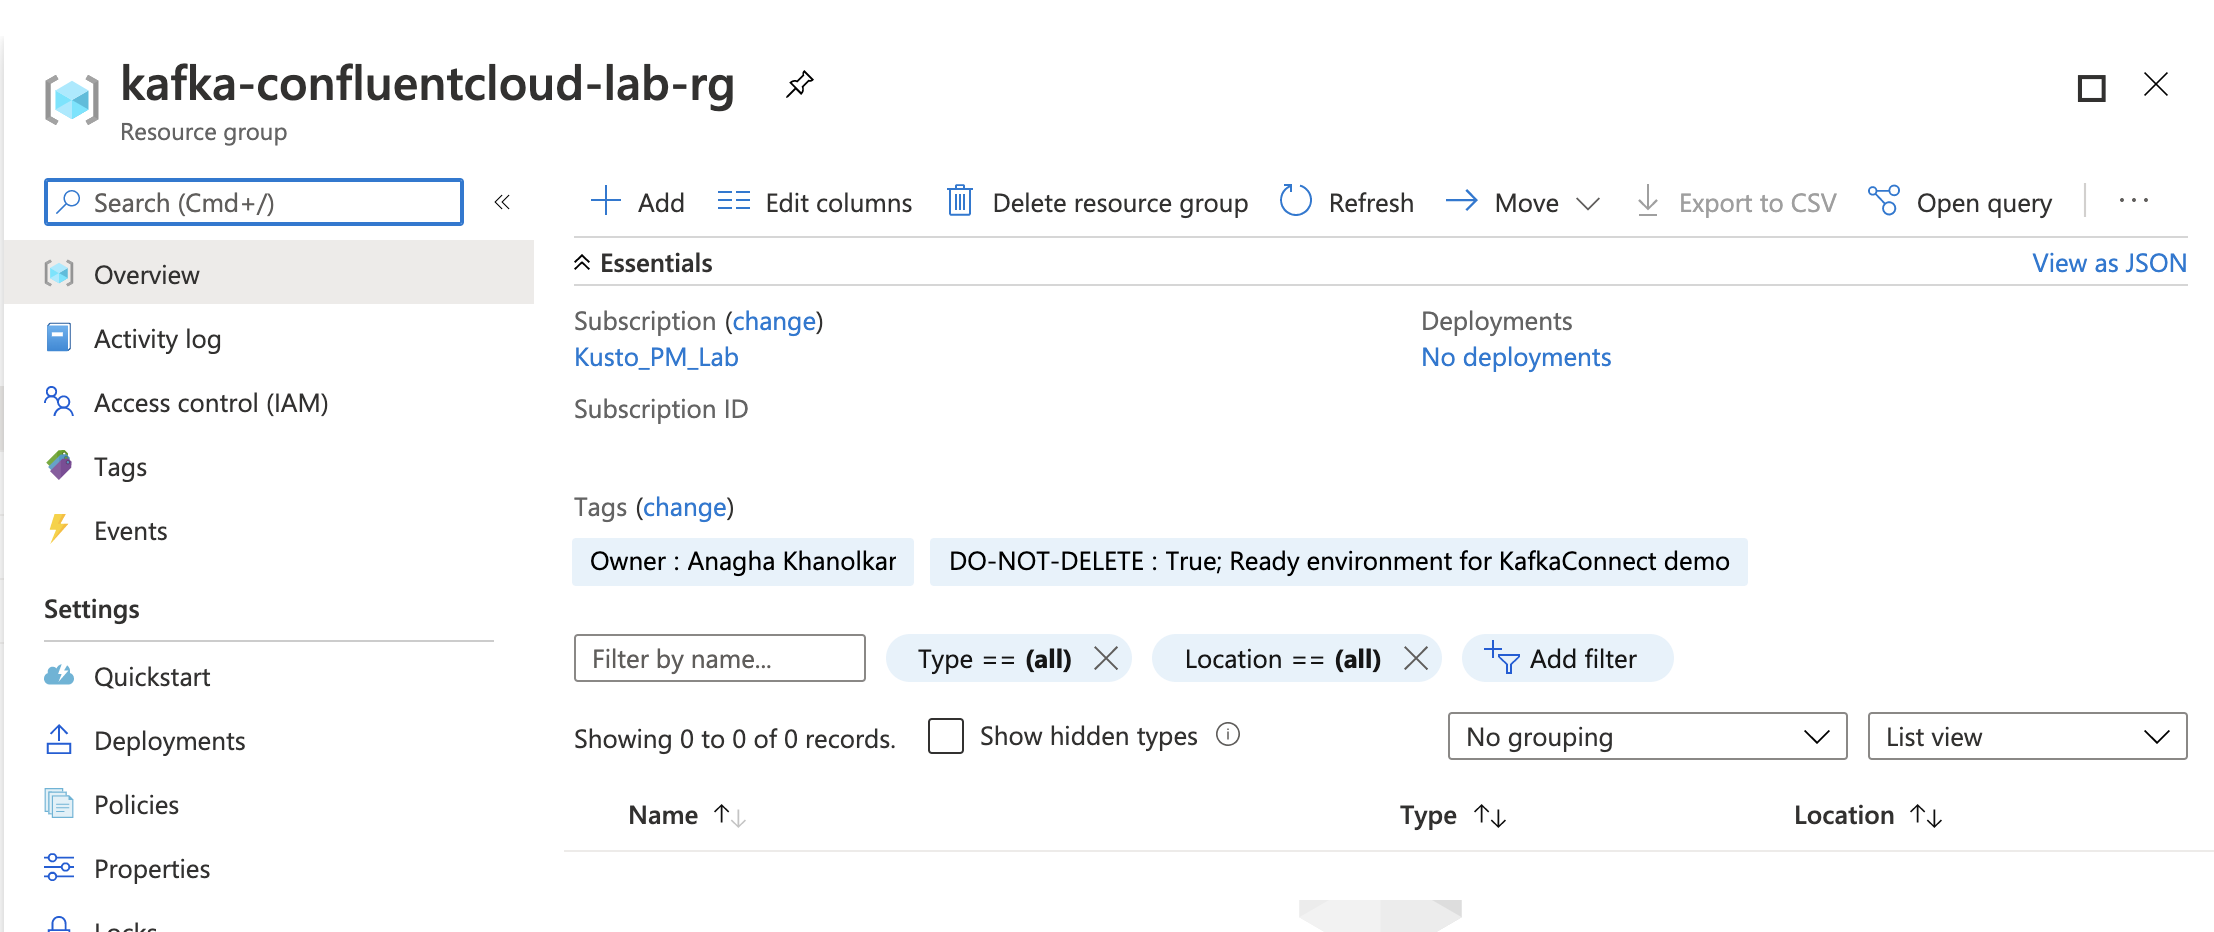 kafka-confluentcloud-lab-rg
Resource group
Search (Cmd+/)
«
Add
Edit columns
Delete resource group
Refresh
Move
Export to CSV
Open query
...
Overview
Activity log
Access control (IAM)
Tags
Events
Settings
Quickstart
Deployments
Policies
Properties
Locks
Essentials
View as JSON
Subscription (change)
Kusto_PM_Lab
Subscription ID
Deployments
No deployments
Tags (change)
Owner : Anagha Khanolkar
DO-NOT-DELETE : True; Ready environment for KafkaConnect demo
Filter by name...
Type == (all)
Location == (all)
Add filter
Showing 0 to 0 of 0 records.
Show hidden types
No grouping
List view
Name ↑↓
Type ↑↓
Location ↑↓